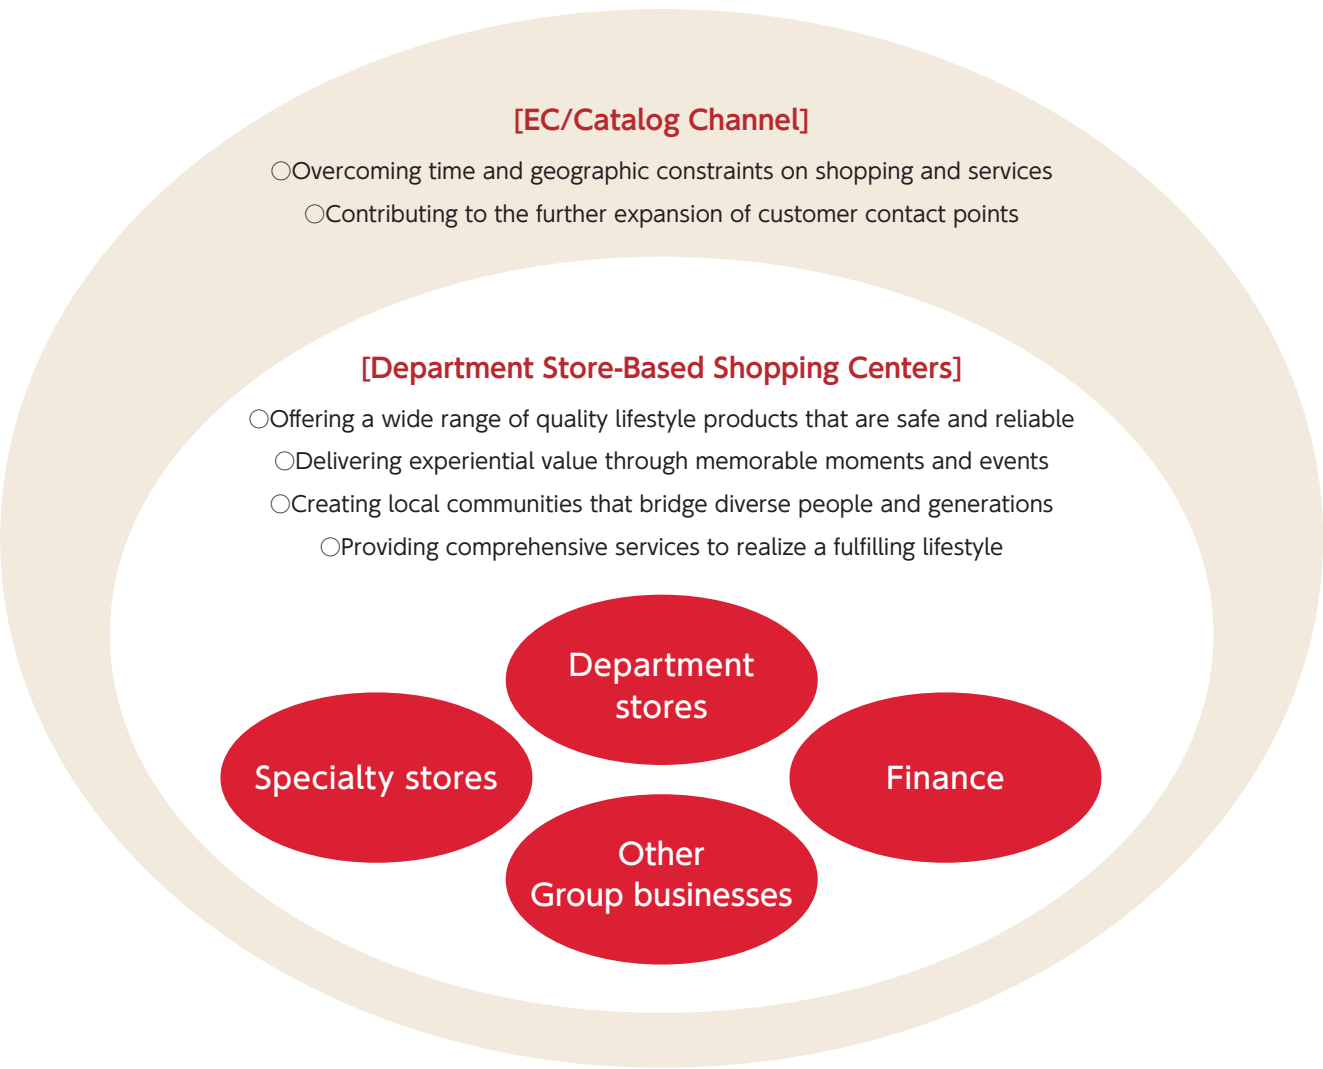 [EC/Catalog Channel]
○Overcoming time and geographic constraints on shopping and services
○Contributing to the further expansion of customer contact points
[Department Store-Based Shopping Centers]
○Offering a wide range of quality lifestyle products that are safe and reliable
○Delivering experiential value through memorable moments and events
○Creating local communities that bridge diverse people and generations
○Providing comprehensive services to realize a fulfilling lifestyle
Department
stores
Specialty stores
Finance
Other
Group businesses